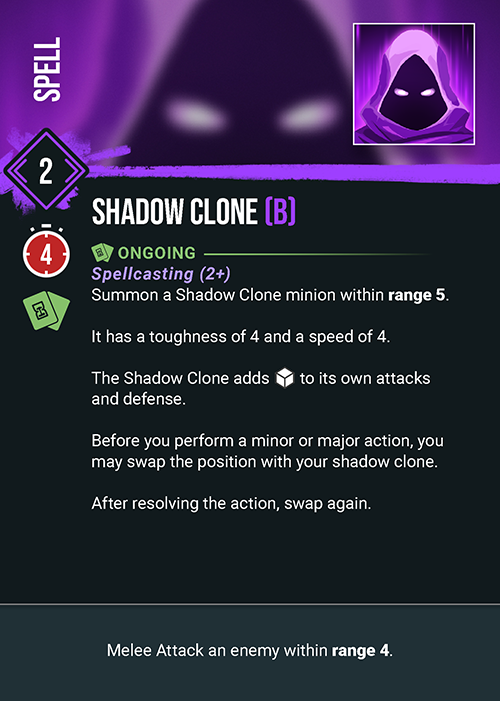 SPELL
2
SHADOW CLONE (B)
4
ONGOING
Spellcasting (2+)
Summon a Shadow Clone minion within range 5.
It has a toughness of 4 and a speed of 4.
The Shadow Clone adds to its own attacks
and defense.
Before you perform a minor or major action, you
may swap the position with your shadow clone.
After resolving the action, swap again.
Melee Attack an enemy within range 4.